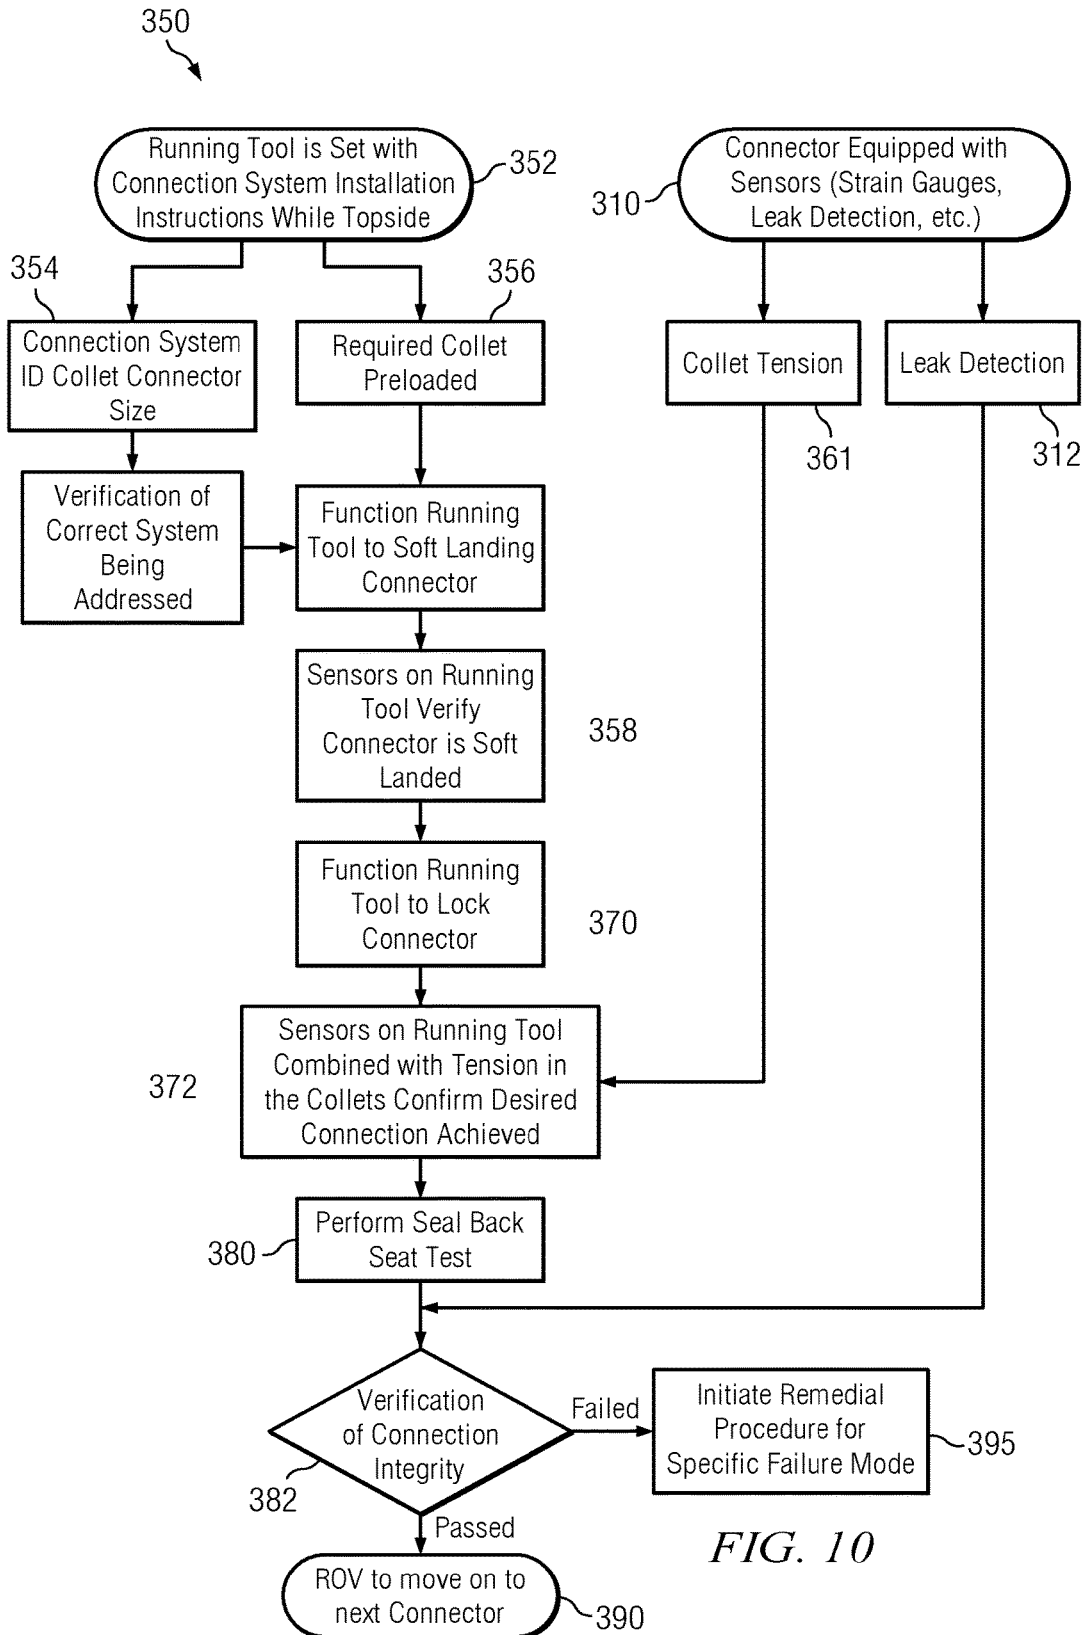 350
Running Tool is Set with
Connection System Installation
Instructions While Topside
352
Connector Equipped with
Sensors (Strain Gauges,
Leak Detection, etc.)
310
354
Connection System
ID Collet Connector
Size
356
Required Collet
Preloaded
Collet Tension
361
Leak Detection
312
Verification of
Correct System
Being
Addressed
Function Running
Tool to Soft Landing
Connector
Sensors on Running
Tool Verify
Connector is Soft
Landed
358
Function Running
Tool to Lock
Connector
370
Sensors on Running Tool
Combined with Tension in
the Collets Confirm Desired
Connection Achieved
372
Perform Seal Back
Seat Test
380
Verification
of Connection
Integrity
382
Failed
Initiate Remedial
Procedure for
Specific Failure Mode
395
Passed
ROV to move on to
next Connector
390
FIG. 10